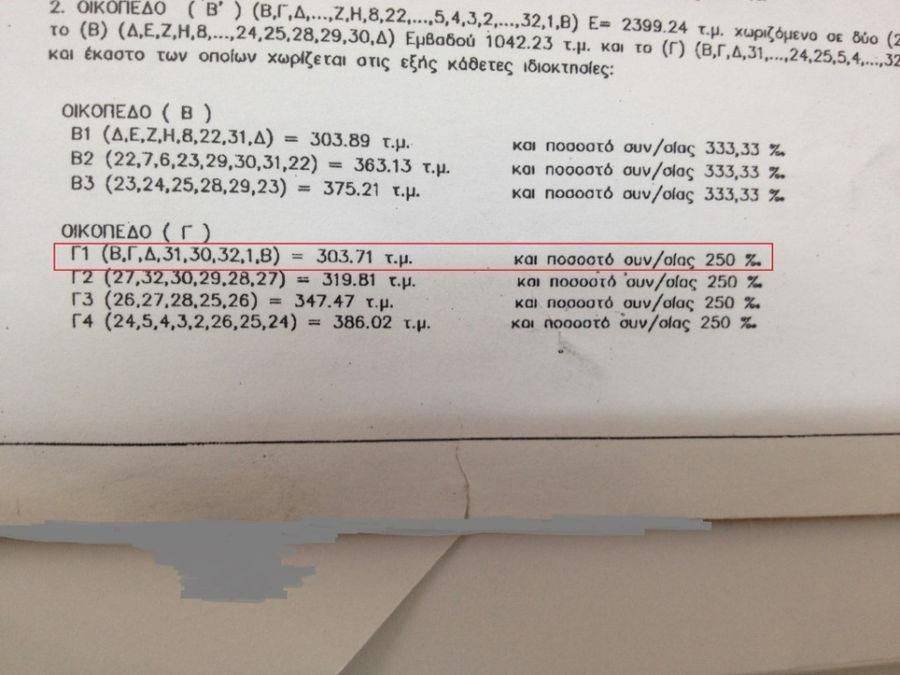 2. ΟΙΚΟΠΕΔΟ ( Β' ) (Β,Γ,Δ,...,Ζ,Η,8,22,...,5,4,3,2,...,32,1,Β) Ε= 2399.24 τ.μ. χωριζόμενο σε δύο (2
το (Β) (Δ,Ε,Ζ,Η,8,...,24,25,28,29,30,Δ) Εμβαδού 1042.23 τ.μ. και το (Γ) (Β,Γ,Δ,31,...,24,25,5,4,...,32
και έκαστο των οποίων χωρίζεται στις εξής κάθετες ιδιοκτησίες:
ΟΙΚΟΠΕΔΟ ( Β )
Β1 (Δ,Ε,Ζ,Η,8,22,31,Δ) = 303.89 τ.μ. και ποσοστό συν/σίας 333,33 ‰
Β2 (22,7,6,23,29,30,31,22) = 363.13 τ.μ. και ποσοστό συν/σίας 333,33 ‰
Β3 (23,24,25,28,29,23) = 375.21 τ.μ. και ποσοστό συν/σίας 333,33 ‰
ΟΙΚΟΠΕΔΟ ( Γ )
Γ1 (Β,Γ,Δ,31,30,32,1,Β) = 303.71 τ.μ. και ποσοστό συν/σίας 250 ‰
Γ2 (27,32,30,29,28,27) = 319.81 τ.μ. και ποσοστό συν/σίας 250 ‰
Γ3 (26,27,28,25,26) = 347.47 τ.μ. και ποσοστό συν/σίας 250 ‰
Γ4 (24,5,4,3,2,26,25,24) = 386.02 τ.μ. και ποσοστό συν/σίας 250 ‰